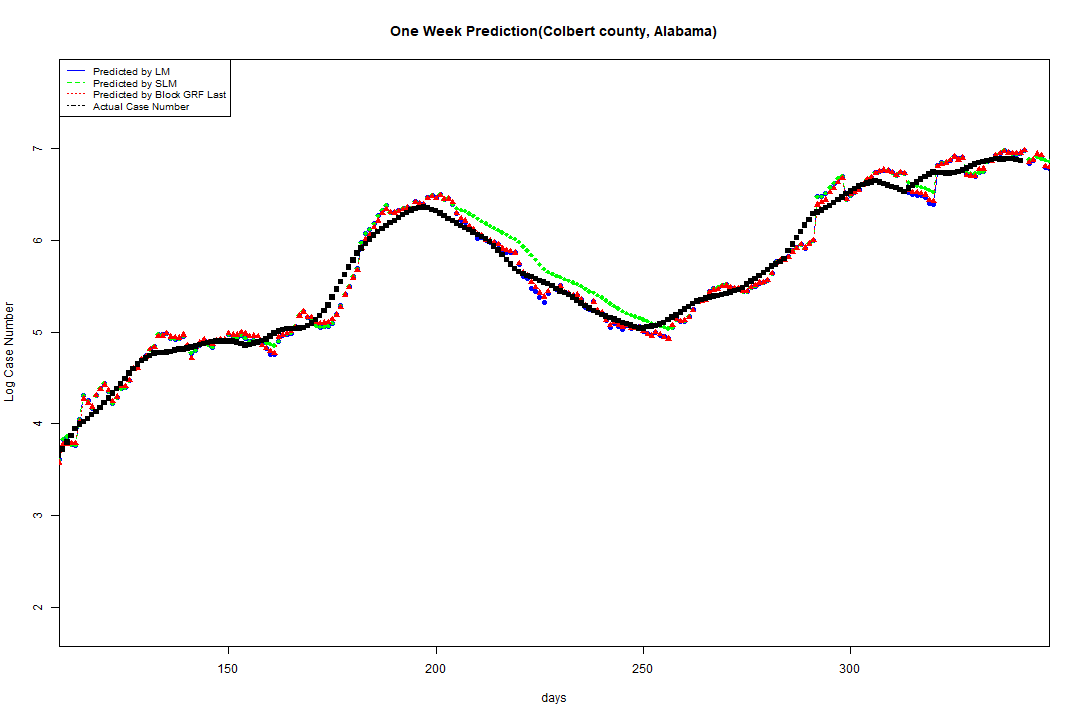 One Week Prediction(Colbert county, Alabama)
Predicted by LM
Predicted by SLM
Predicted by Block GRF Last
Actual Case Number
7
6
5
4
3
2
Log Case Number
150 200 250 300
days